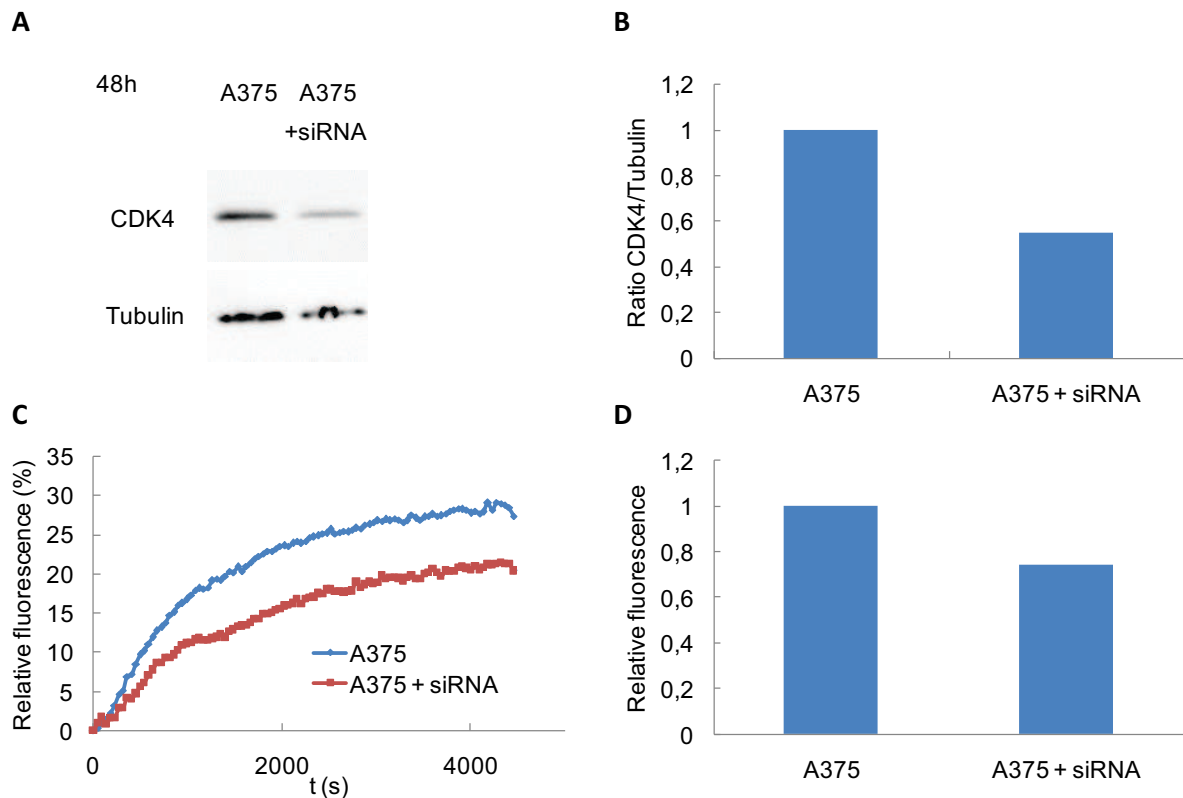 A
48h
A375 A375
+siRNA
CDK4
Tubulin
B
Ratio CDK4/Tubulin
1,2
1
0,8
0,6
0,4
0,2
0
A375
A375 + siRNA
C
Relative fluorescence (%)
35
30
25
20
15
10
5
0
0
2000
4000
t (s)
A375
A375 + siRNA
D
Relative fluorescence
1,2
1
0,8
0,6
0,4
0,2
0
A375
A375 + siRNA